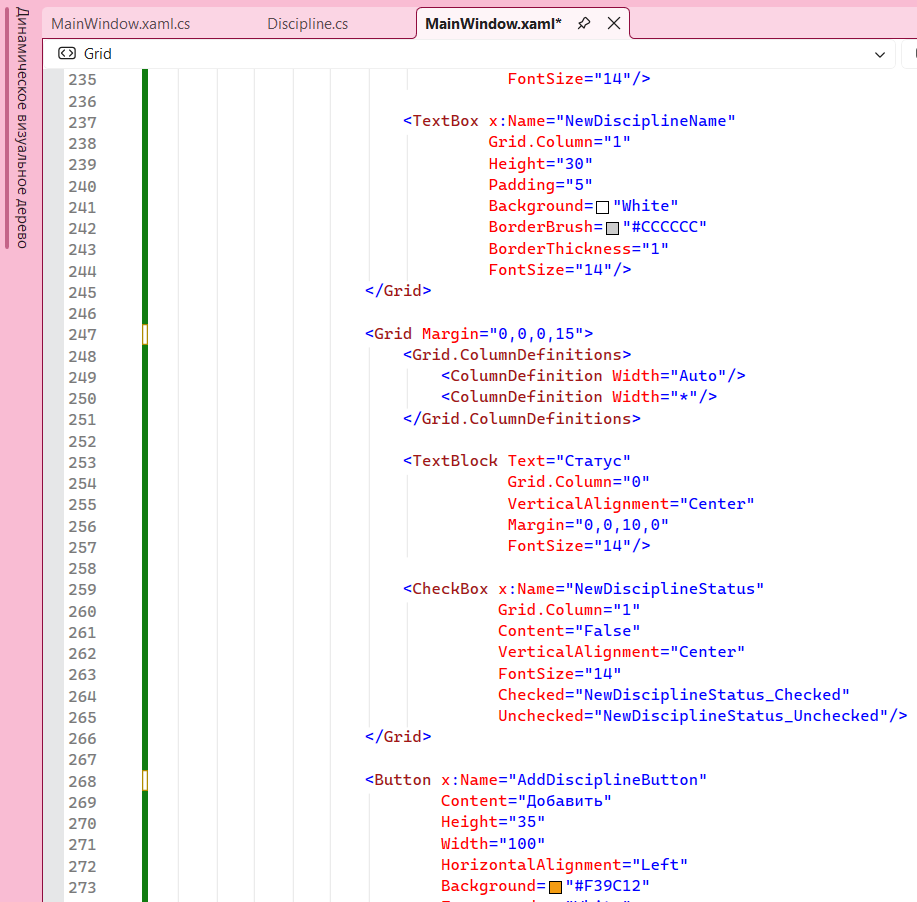 Динамическое визуальное дерево
MainWindow.xaml.cs Discipline.cs MainWindow.xaml*
Grid
235 FontSize="14"/>
236
237 <TextBox x:Name="NewDisciplineName"
238 Grid.Column="1"
239 Height="30"
240 Padding="5"
241 Background="White"
242 BorderBrush="#CCCCCC"
243 BorderThickness="1"
244 FontSize="14"/>
245 </Grid>
246
247 <Grid Margin="0,0,0,15">
248 <Grid.ColumnDefinitions>
249 <ColumnDefinition Width="Auto"/>
250 <ColumnDefinition Width="*"/>
251 </Grid.ColumnDefinitions>
252
253 <TextBlock Text="Статус"
254 Grid.Column="0"
255 VerticalAlignment="Center"
256 Margin="0,0,10,0"
257 FontSize="14"/>
258
259 <CheckBox x:Name="NewDisciplineStatus"
260 Grid.Column="1"
261 Content="False"
262 VerticalAlignment="Center"
263 FontSize="14"
264 Checked="NewDisciplineStatus_Checked"
265 Unchecked="NewDisciplineStatus_Unchecked"/>
266 </Grid>
267
268 <Button x:Name="AddDisciplineButton"
269 Content="Добавить"
270 Height="35"
271 Width="100"
272 HorizontalAlignment="Left"
273 Background="#F39C12"